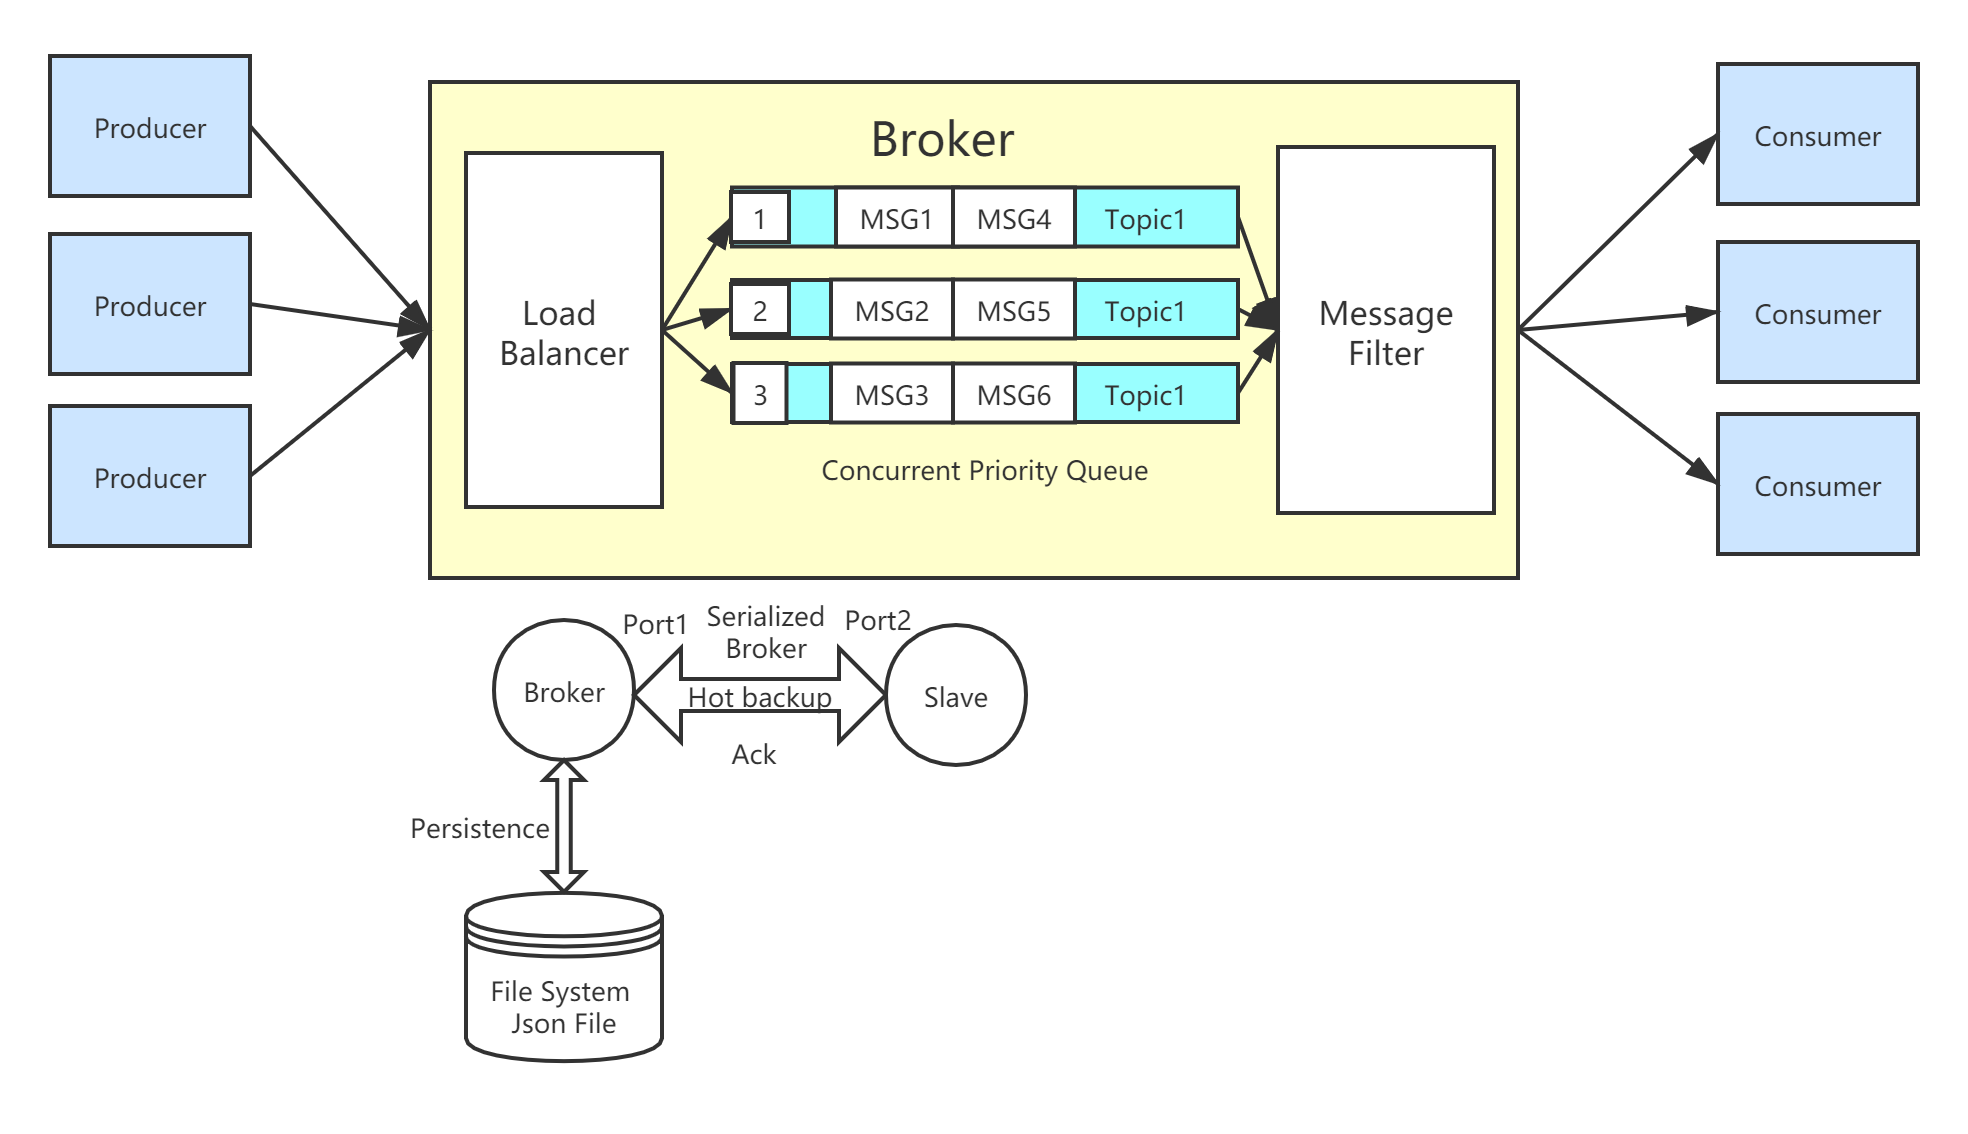 Producer
Producer
Producer
Broker
Load
Balancer
1
MSG1
MSG4
Topic1
2
MSG2
MSG5
Topic1
3
MSG3
MSG6
Topic1
Concurrent Priority Queue
Message
Filter
Consumer
Consumer
Consumer
Broker
Port1
Serialized
Broker
Port2
Hot backup
Ack
Slave
Persistence
File System
Json File